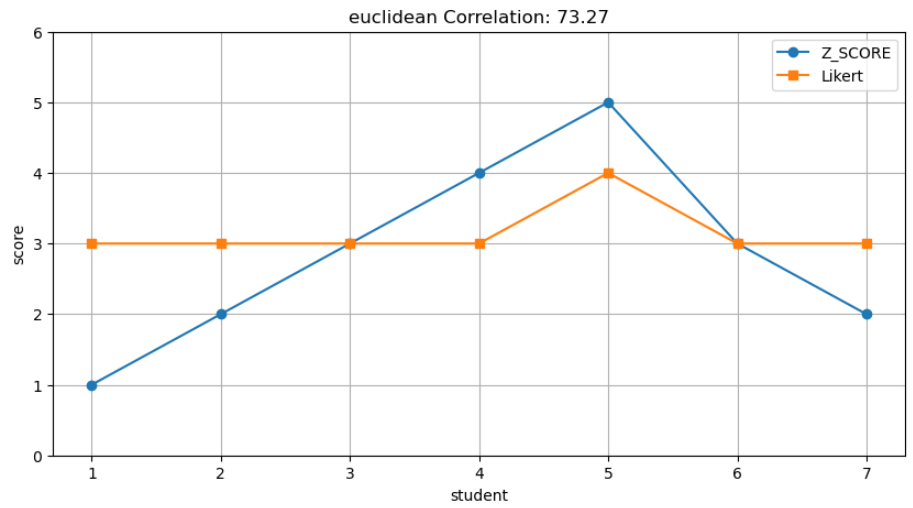 euclidean Correlation: 73.27
Z_SCORE
Likert
score
6
5
4
3
2
1
0
1 2 3 4 5 6 7
student